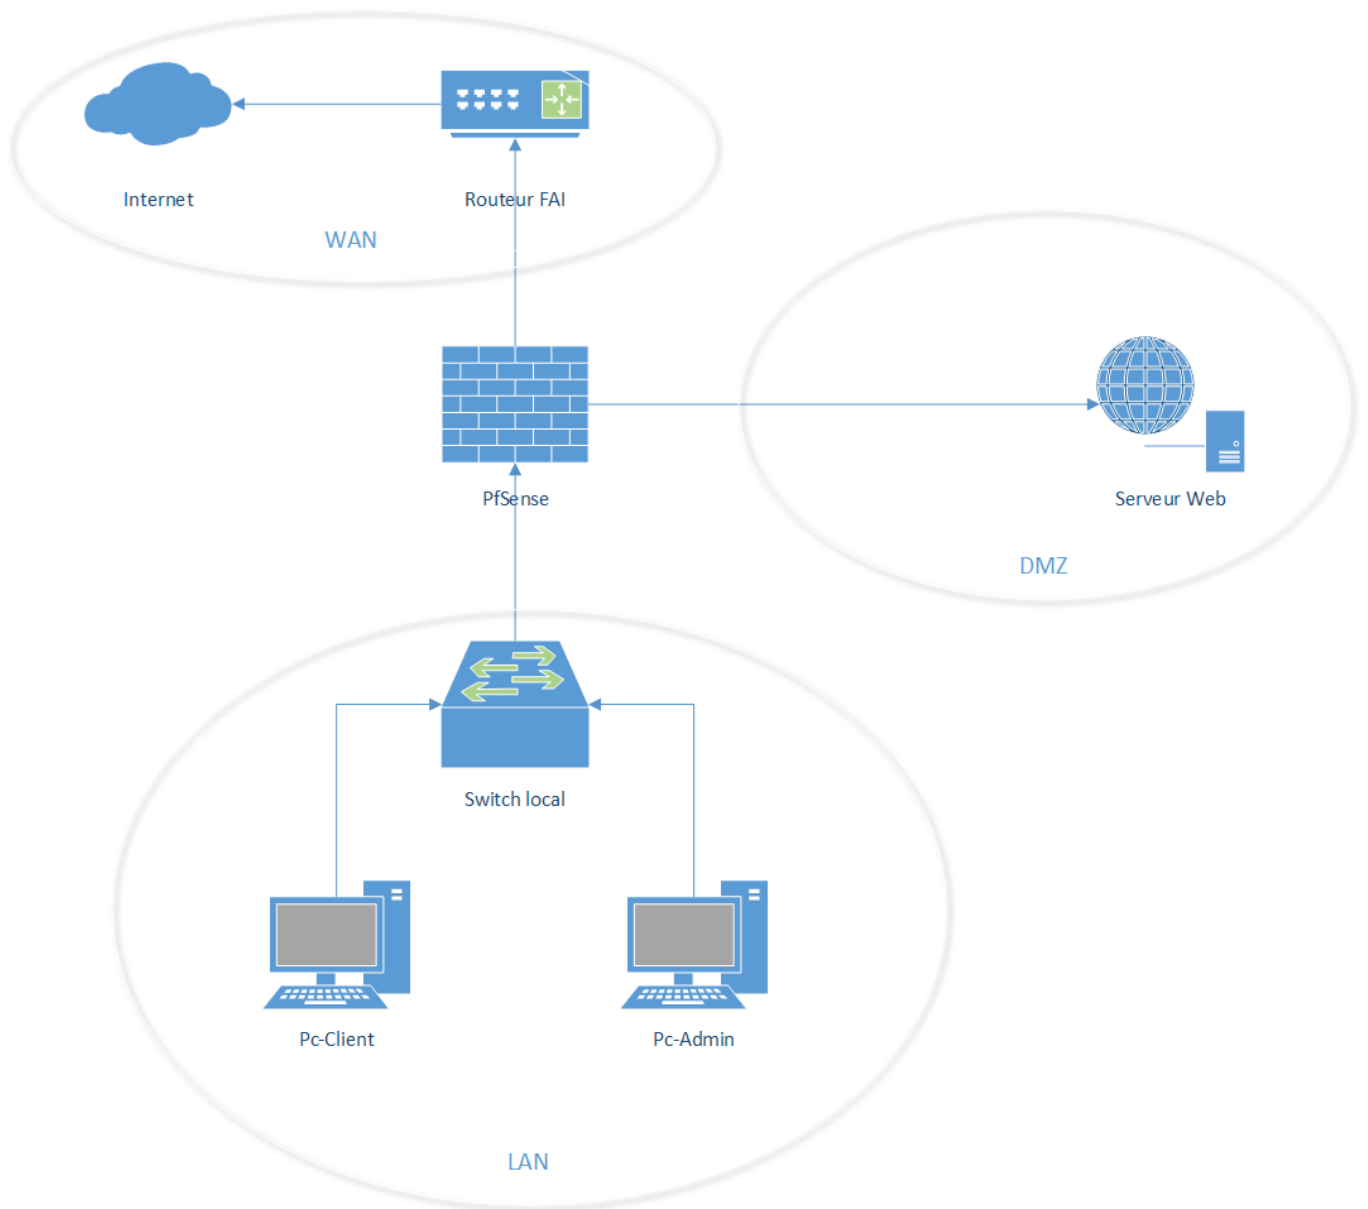 Internet
Routeur FAI
WAN
PfSense
Serveur Web
DMZ
Switch local
Pc-Client
Pc-Admin
LAN